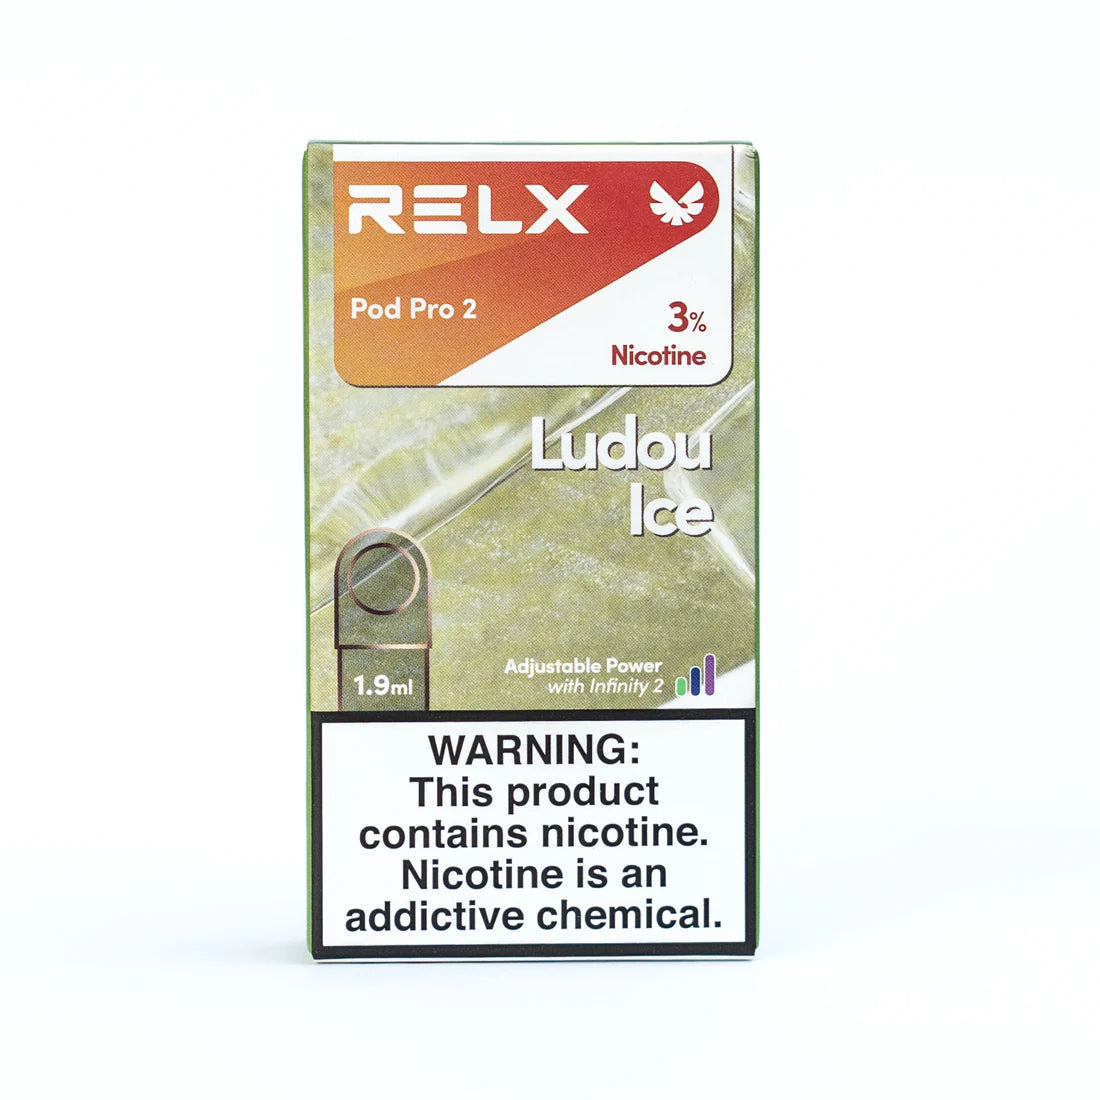 RELX
Pod Pro 2
3%
Nicotine
Ludou
Ice
Adjustable Power
with Infinity 2
1.9ml
WARNING:
This product
contains nicotine.
Nicotine is an
addictive chemical.